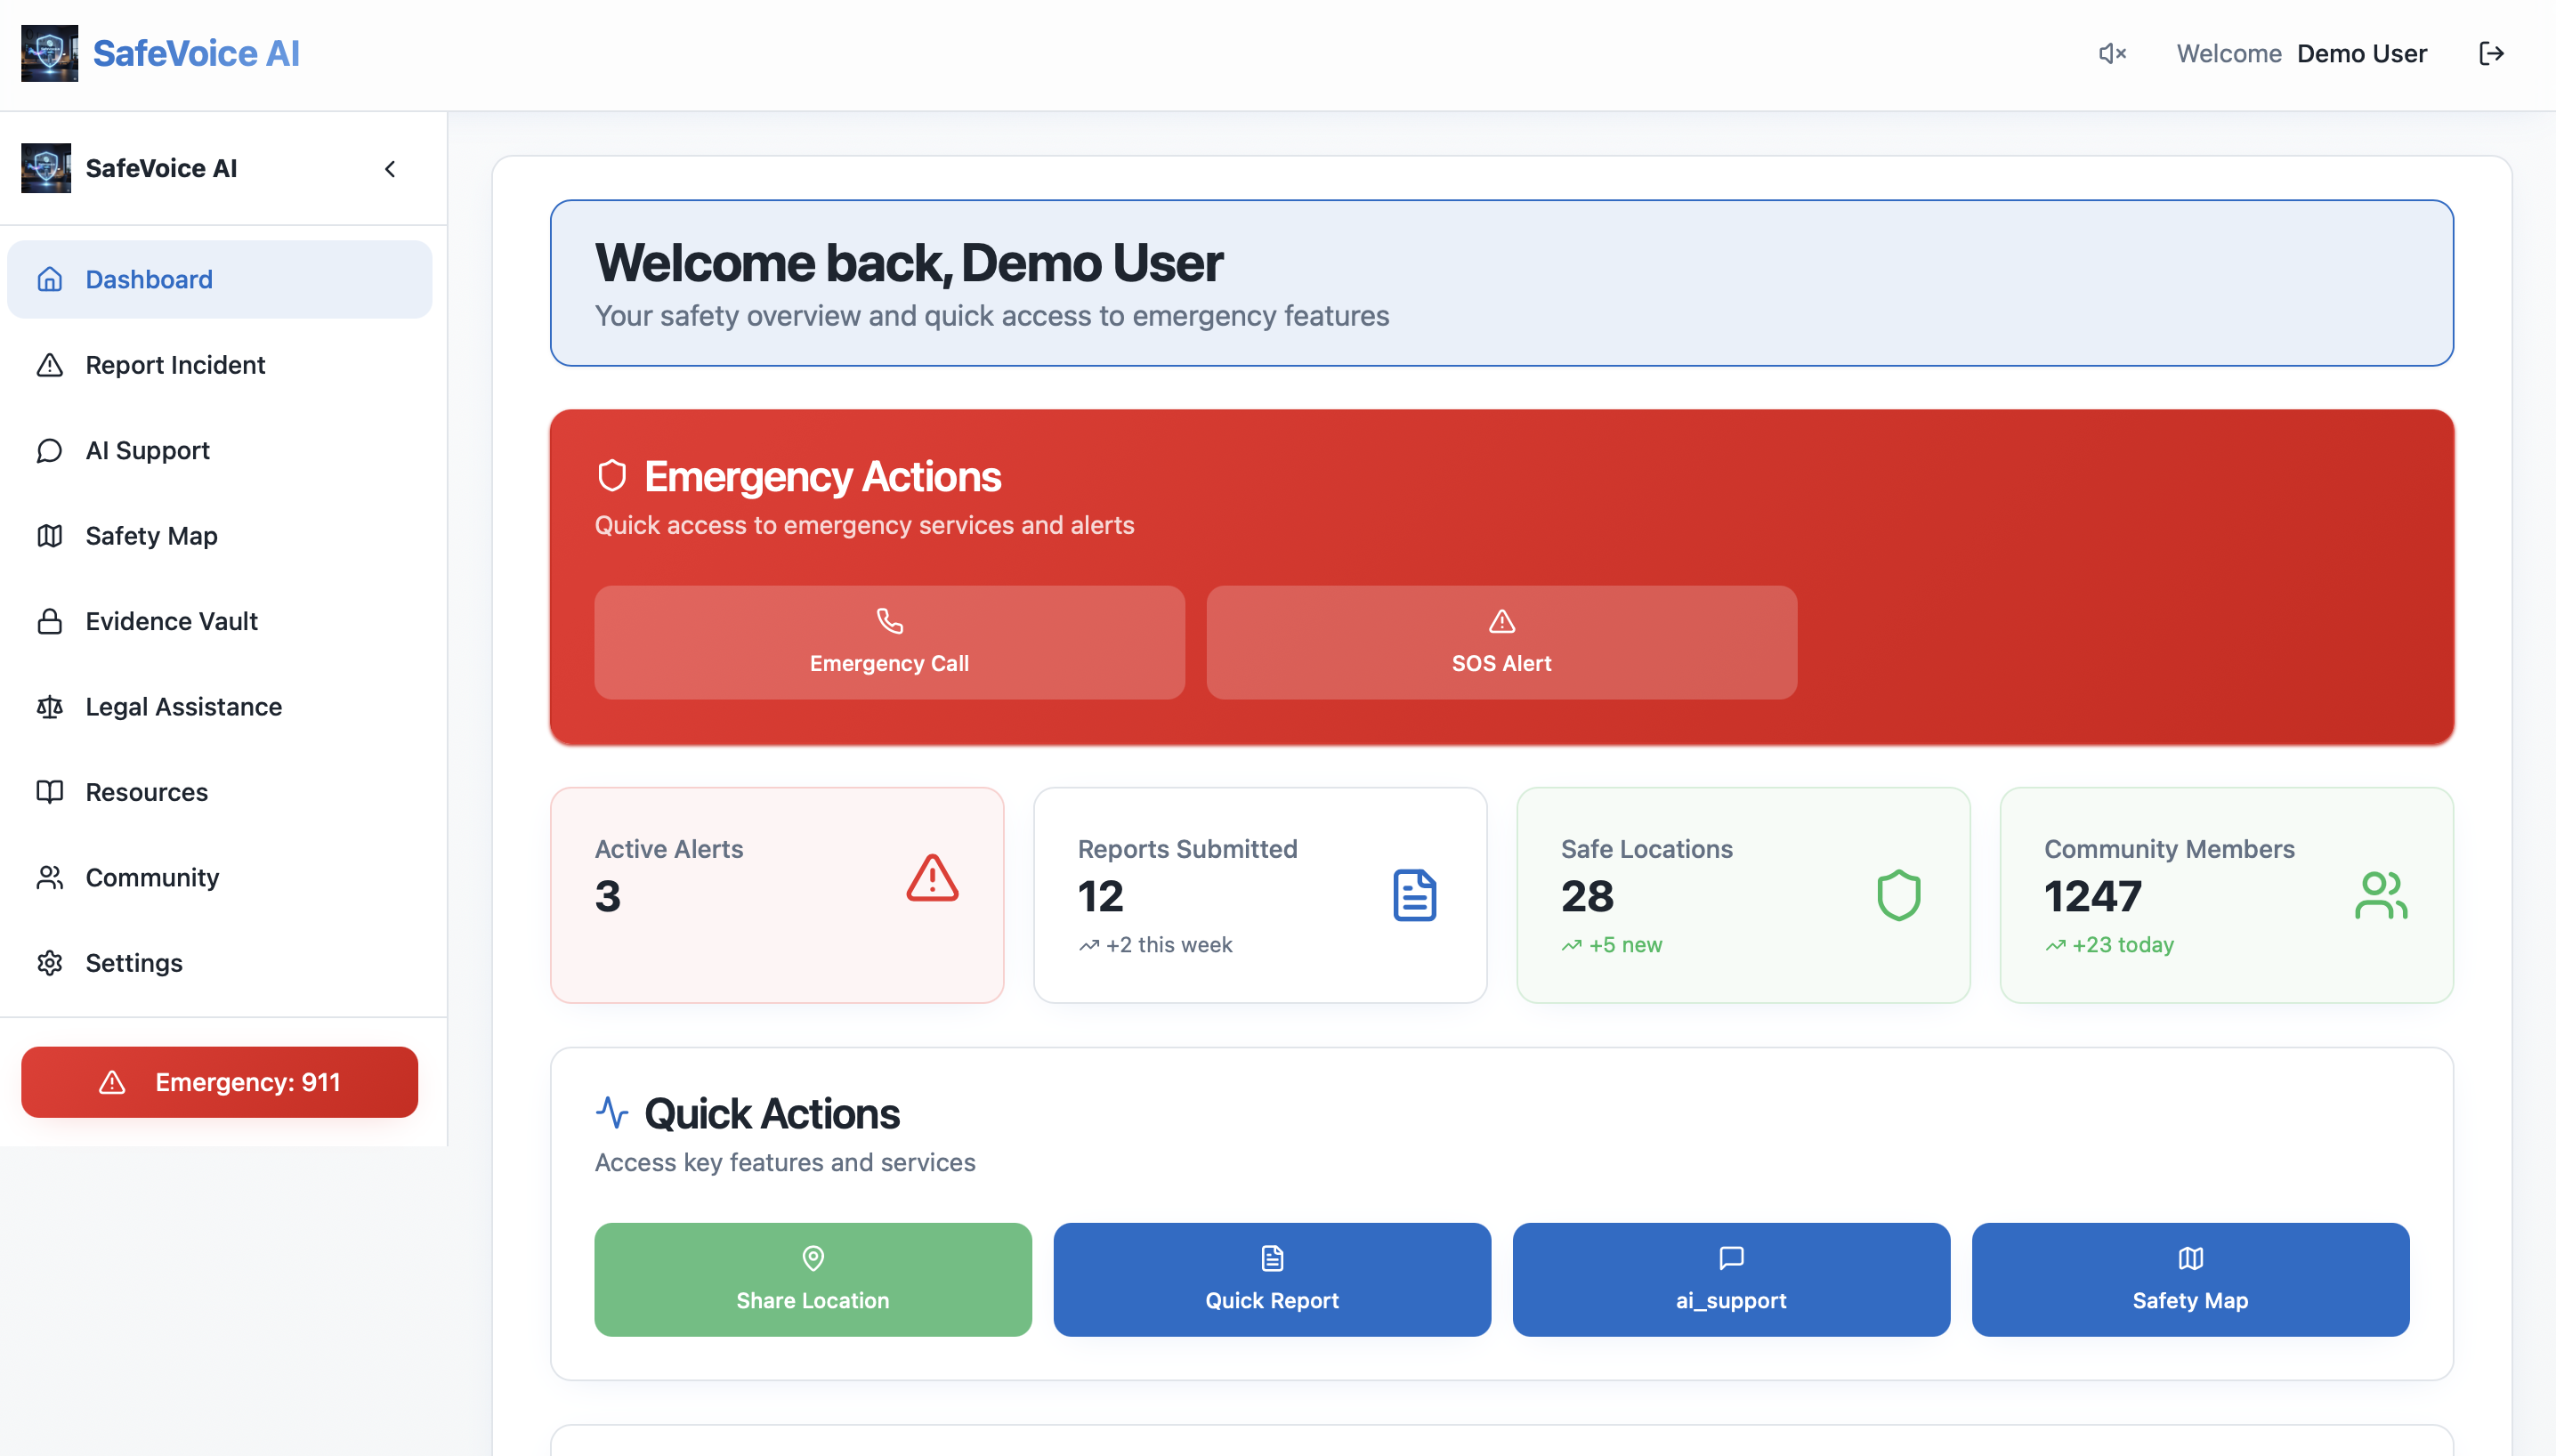 SafeVoice AI
Welcome Demo User
SafeVoice AI
Dashboard
Report Incident
AI Support
Safety Map
Evidence Vault
Legal Assistance
Resources
Community
Settings
Emergency: 911
Welcome back, Demo User
Your safety overview and quick access to emergency features
Emergency Actions
Quick access to emergency services and alerts
Emergency Call
SOS Alert
Active Alerts
3
Reports Submitted
12
+2 this week
Safe Locations
28
+5 new
Community Members
1247
+23 today
Quick Actions
Access key features and services
Share Location
Quick Report
ai_support
Safety Map